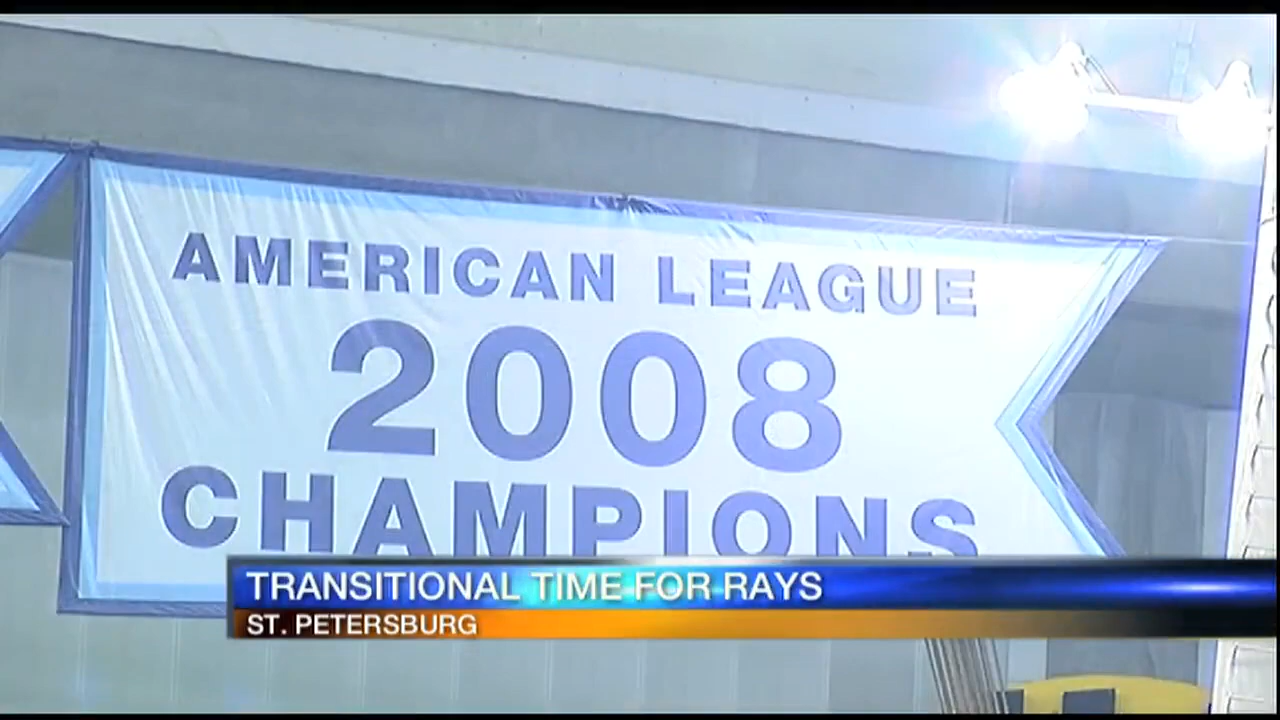 AMERICAN LEAGUE
2008
CHAMPIONS
TRANSITIONAL TIME FOR RAYS
ST. PETERSBURG